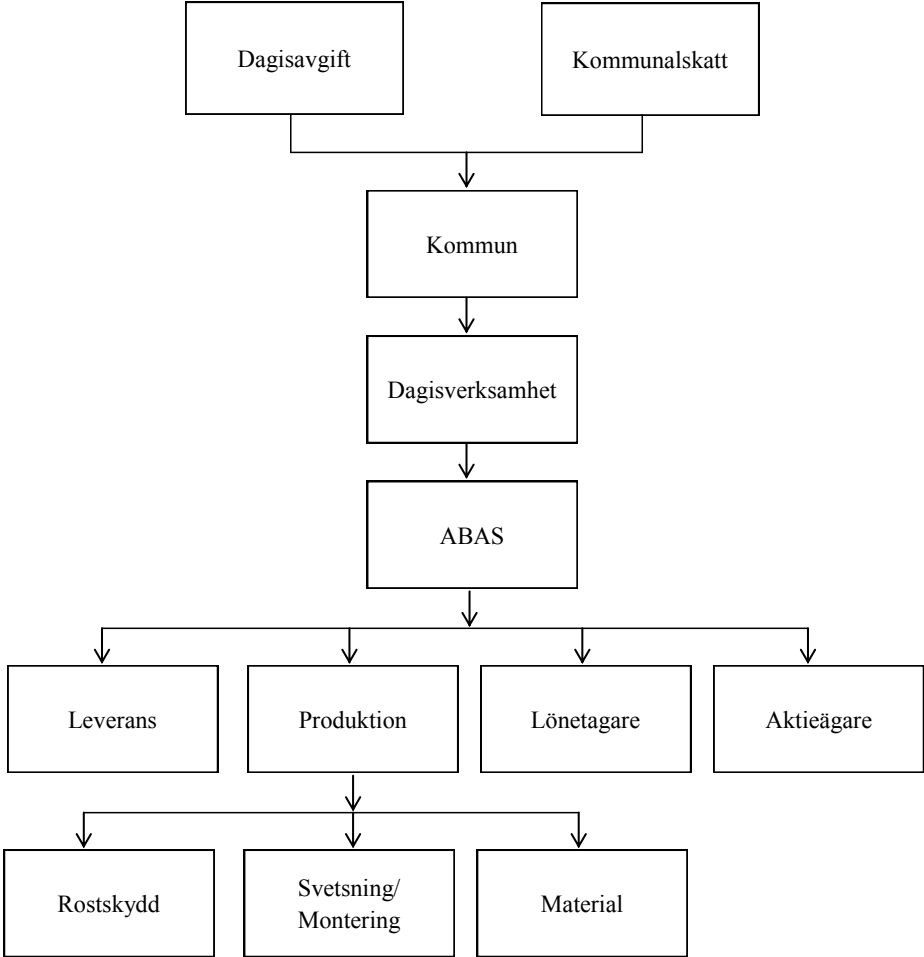 Dagisavgift
Kommunalskatt
Kommun
Dagisverksamhet
ABAS
Leverans
Produktion
Lönetagare
Aktieägare
Rostskydd
Svetsning/
Montering
Material